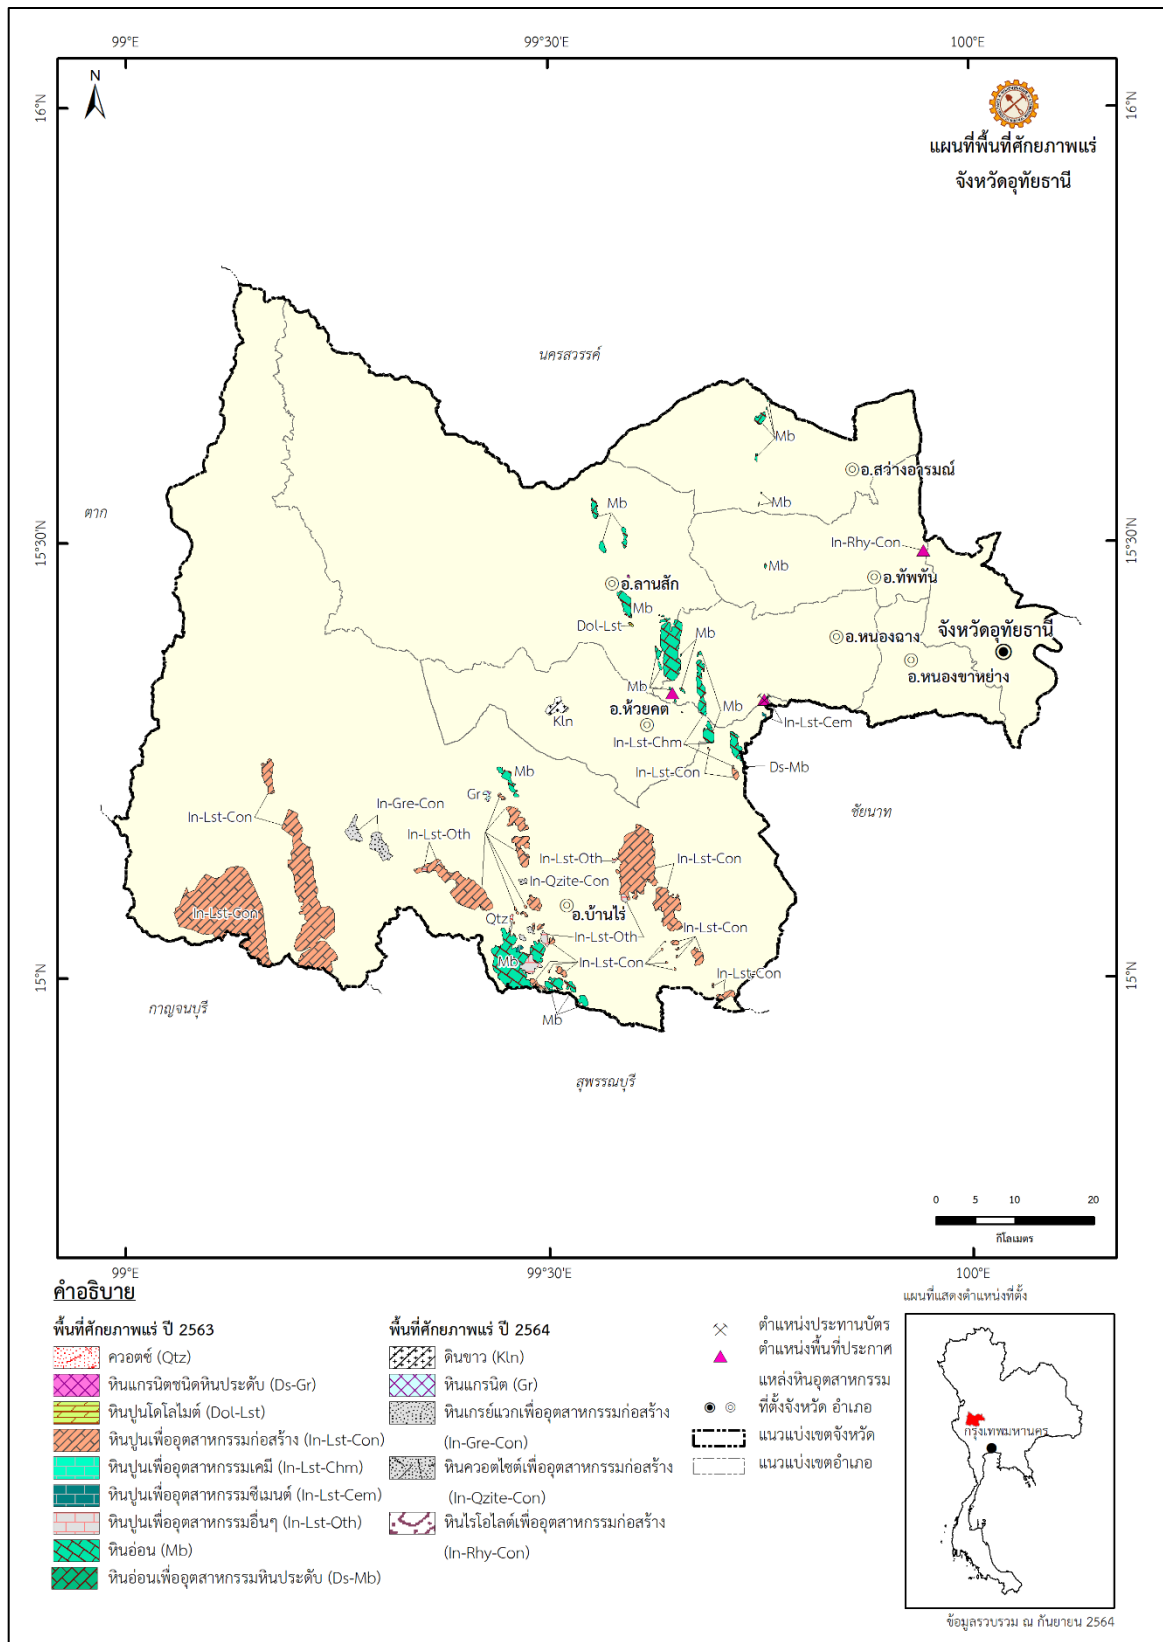 99°E
99°30'E
100°E
N
16°N
16°N
แผนที่พื้นที่ศักยภาพแร่
จังหวัดอุทัยธานี
นครสวรรค์
Mb
อ.สว่างอารมณ์
Mb
Mb
ตาก
15°30'N
15°30'N
In-Rhy-Con
Mb
อ.ทัพทัน
อ.ลานสัก
Mb
Dol-Lst
Mb
อ.หนองฉาง
จังหวัดอุทัยธานี
อ.หนองขาหย่าง
Mb
Mb
อ.ห้วยคต
Kln
In-Lst-Cem
In-Lst-Chm
Ds-Mb
In-Lst-Con
Mb
Gr
In-Gre-Con
ชัยนาท
In-Lst-Con
In-Lst-Oth
In-Lst-Oth
In-Lst-Con
In-Qzite-Con
In-Lst-Con
อ.บ้านไร่
Qtz
In-Lst-Con
In-Lst-Oth
Mb
In-Lst-Con
In-Lst-Con
15°N
15°N
กาญจนบุรี
Mb
สุพรรณบุรี
0 5 10 20
กิโลเมตร
99°E
99°30'E
100°E
คำอธิบาย
พื้นที่ศักยภาพแร่ ปี 2563
ควอตซ์ (Qtz)
หินแกรนิตชนิดหินประดับ (Ds-Gr)
หินปูนโดโลไมต์ (Dol-Lst)
หินปูนเพื่ออุตสาหกรรมก่อสร้าง (In-Lst-Con)
หินปูนเพื่ออุตสาหกรรมเคมี (In-Lst-Chm)
หินปูนเพื่ออุตสาหกรรมซีเมนต์ (In-Lst-Cem)
หินปูนเพื่ออุตสาหกรรมอื่นๆ (In-Lst-Oth)
หินอ่อน (Mb)
หินอ่อนเพื่ออุตสาหกรรมหินประดับ (Ds-Mb)
พื้นที่ศักยภาพแร่ ปี 2564
ดินขาว (Kln)
หินแกรนิต (Gr)
หินเกรย์แวกเพื่ออุตสาหกรรมก่อสร้าง
(In-Gre-Con)
หินควอตไซต์เพื่ออุตสาหกรรมก่อสร้าง
(In-Qzite-Con)
หินไรโอไลต์เพื่ออุตสาหกรรมก่อสร้าง
(In-Rhy-Con)
ตำแหน่งประทานบัตร
ตำแหน่งพื้นที่ประกาศ
แหล่งหินอุตสาหกรรม
ที่ตั้งจังหวัด อำเภอ
แนวแบ่งเขตจังหวัด
แนวแบ่งเขตอำเภอ
แผนที่แสดงตำแหน่งที่ตั้ง
กรุงเทพมหานคร
ข้อมูลรวบรวม ณ กันยายน 2564